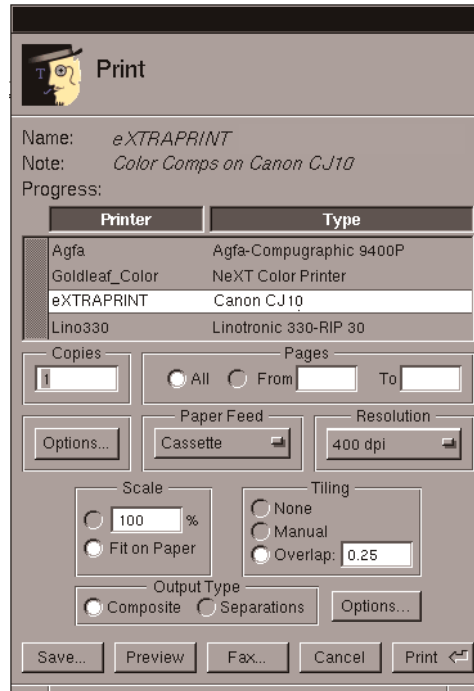 T
Print
Name: eXTRAPRINT
Note: Color Comps on Canon CJ10
Progress:
Printer Type
Agfa Agfa-Compugraphic 9400P
Goldleaf_Color NeXT Color Printer
eXTRAPRINT Canon CJ10
Lino330 Linotronic 330-RIP 30
Copies Pages
1 All From To
Paper Feed Resolution
Options... Cassette 400 dpi
Scale Tiling
None
100 % Manual
Fit on Paper Overlap: 0.25
Output Type
Composite Separations Options...
Save... Preview Fax... Cancel Print